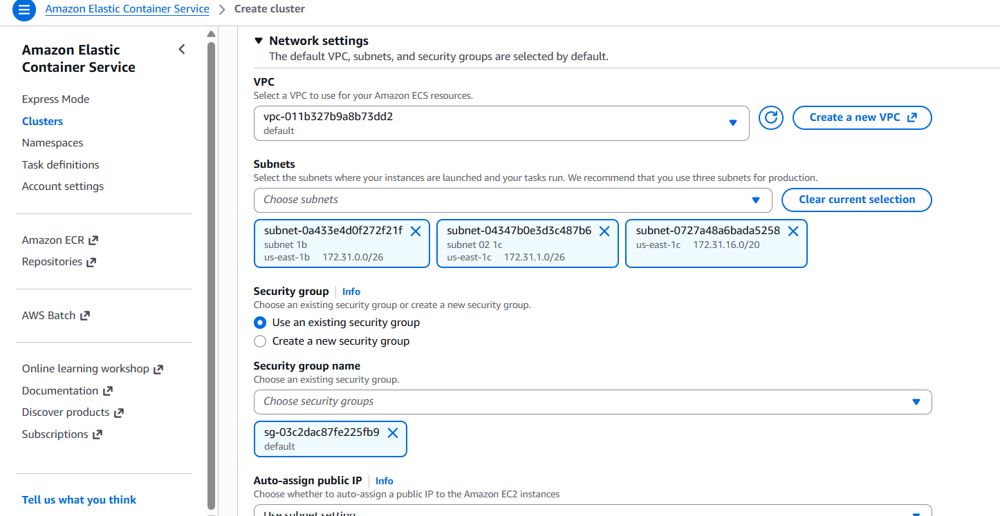 Amazon Elastic Container Service > Create cluster
Amazon Elastic
Container Service
Express Mode
Clusters
Namespaces
Task definitions
Account settings
Amazon ECR
Repositories
AWS Batch
Online learning workshop
Documentation
Discover products
Subscriptions
Tell us what you think
Network settings
The default VPC, subnets, and security groups are selected by default.
VPC
Select a VPC to use for your Amazon ECS resources.
vpc-011b327b9a8b73dd2
default
Create a new VPC
Subnets
Select the subnets where your instances are launched and your tasks run. We recommend that you use three subnets for production.
Choose subnets
Clear current selection
subnet-0a433e4d0f272f21f
subnet 1b
us-east-1b 172.31.0.0/26
subnet-04347b0e3d3c487b6
subnet 02 1c
us-east-1c 172.31.1.0/26
subnet-0727a48a6bada5258
us-east-1c 172.31.16.0/20
Security group Info
Choose an existing security group or create a new security group.
Use an existing security group
Create a new security group
Security group name
Choose an existing security group.
Choose security groups
sg-03c2dac87fe225fb9
default
Auto-assign public IP Info
Choose whether to auto-assign a public IP to the Amazon EC2 instances
Use subnet setting